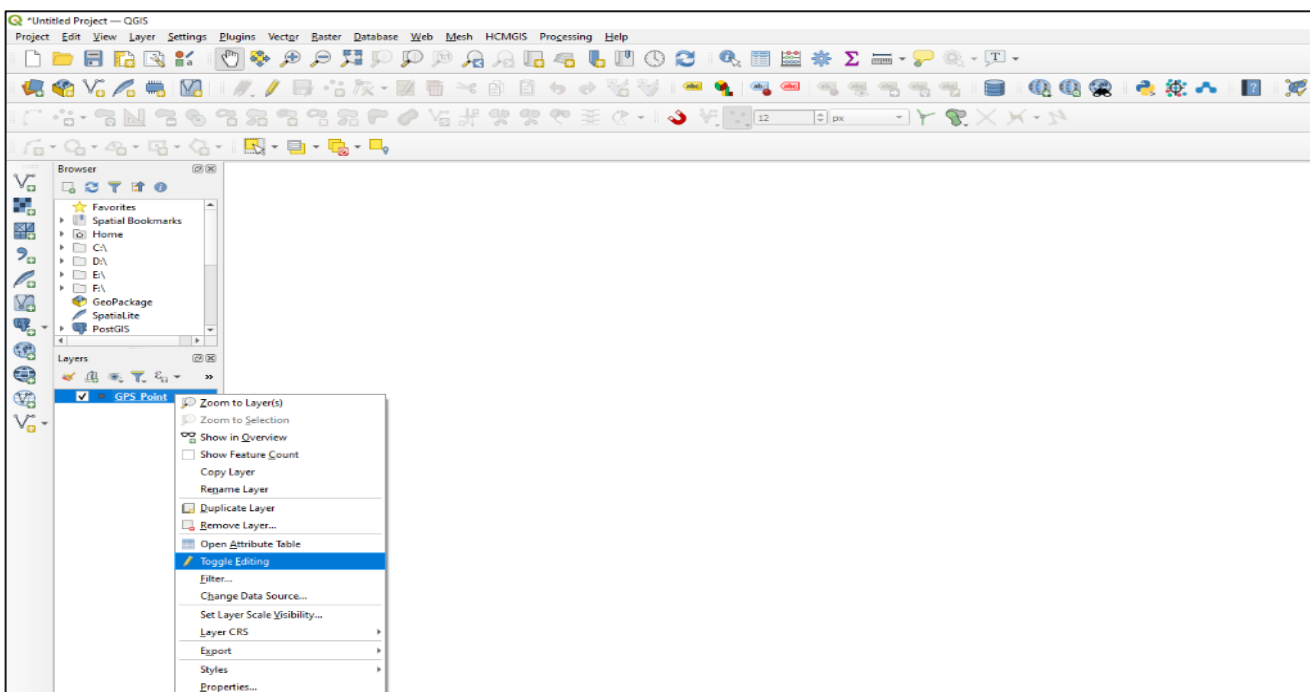 *Untitled Project — QGIS
Project Edit View Layer Settings Plugins Vector Raster Database Web Mesh HCMGIS Processing Help
12 px
Browser
Favorites
Spatial Bookmarks
Home
C:\
D:\
E:\
F:\
GeoPackage
SpatiaLite
PostGIS
Layers
GPS_Point
Zoom to Layer(s)
Zoom to Selection
Show in Overview
Show Feature Count
Copy Layer
Rename Layer
Duplicate Layer
Remove Layer...
Open Attribute Table
Toggle Editing
Filter...
Change Data Source...
Set Layer Scale Visibility...
Layer CRS
Export
Styles
Properties...